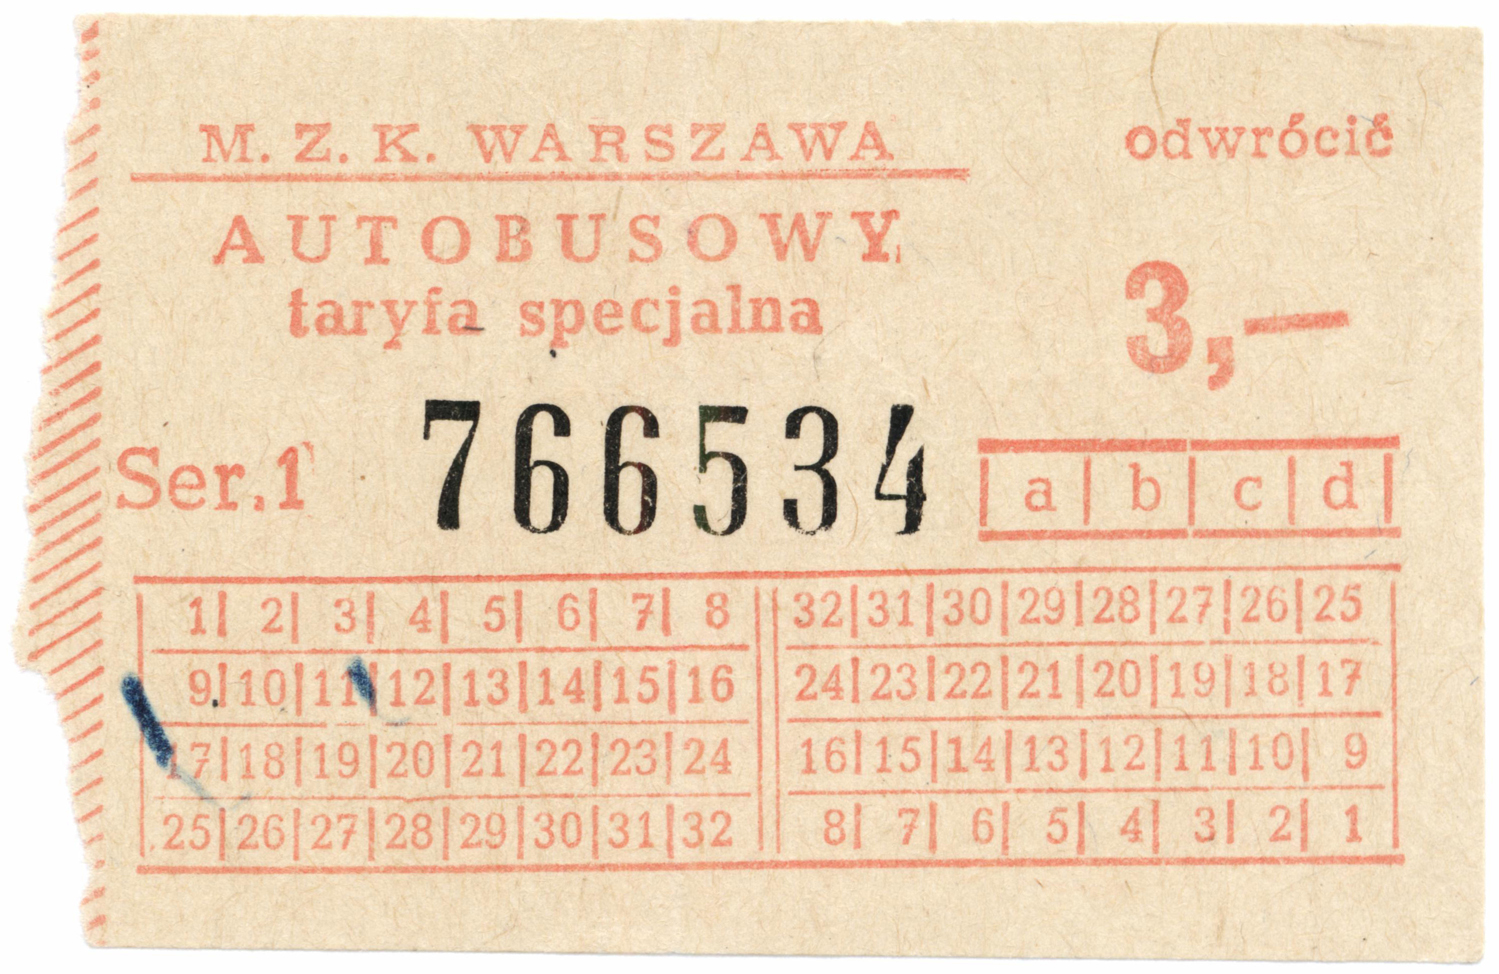 M. Z. K. WARSZAWA
odwrócić
AUTOBUSOWY
taryfa specjalna
3,—
Ser. 1 766534
a b c d
1 2 3 4 5 6 7 8 32 31 30 29 28 27 26 25
9 10 11 12 13 14 15 16 24 23 22 21 20 19 18 17
17 18 19 20 21 22 23 24 16 15 14 13 12 11 10 9
25 26 27 28 29 30 31 32 8 7 6 5 4 3 2 1